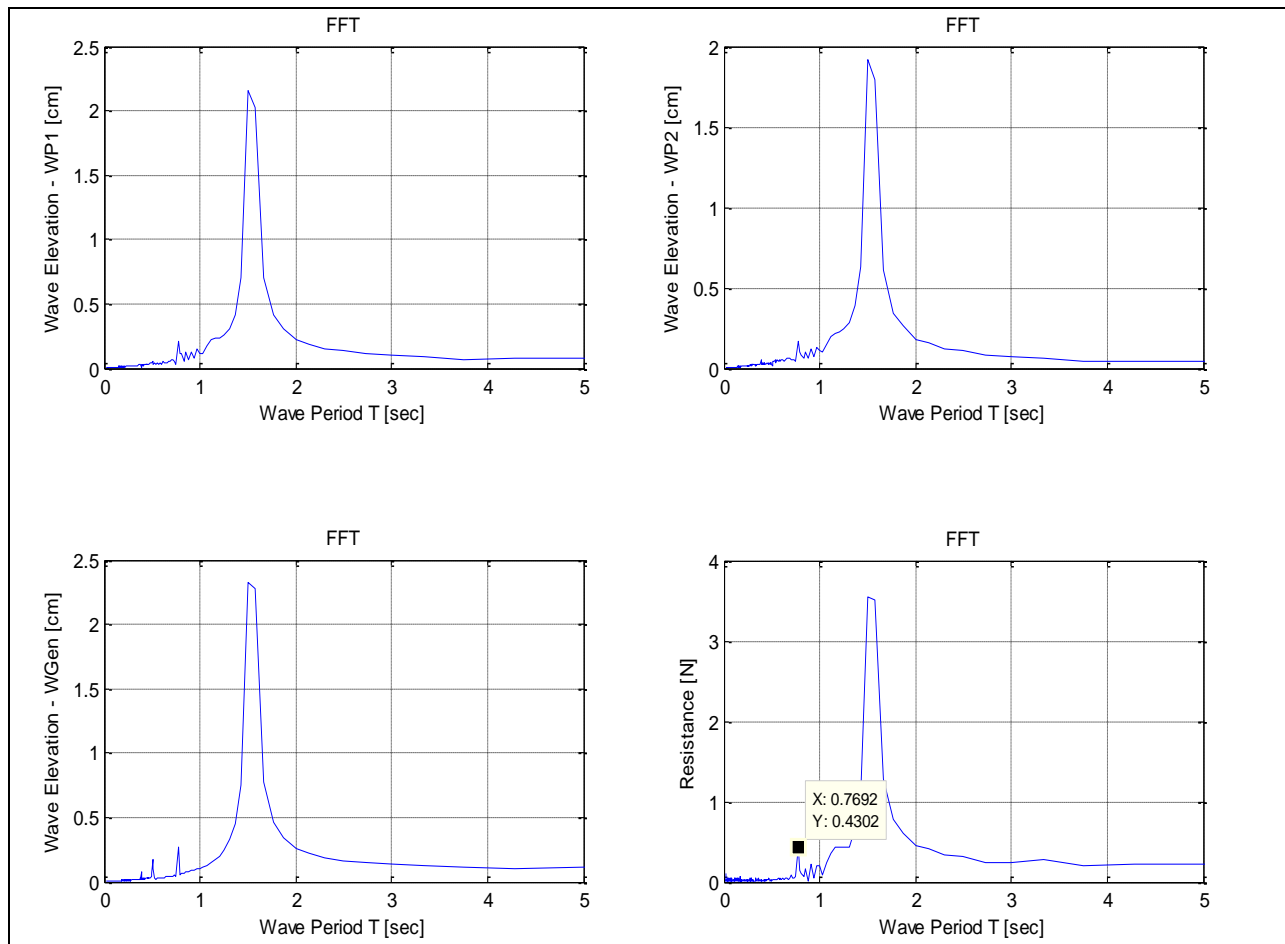 FFT
2.5
2
1.5
1
0.5
0
Wave Elevation - WP1 [cm]
0 1 2 3 4 5
Wave Period T [sec]
FFT
2
1.5
1
0.5
0
Wave Elevation - WP2 [cm]
0 1 2 3 4 5
Wave Period T [sec]
FFT
2.5
2
1.5
1
0.5
0
Wave Elevation - WGen [cm]
0 1 2 3 4 5
Wave Period T [sec]
FFT
4
3
2
1
0
Resistance [N]
X: 0.7692
Y: 0.4302
0 1 2 3 4 5
Wave Period T [sec]